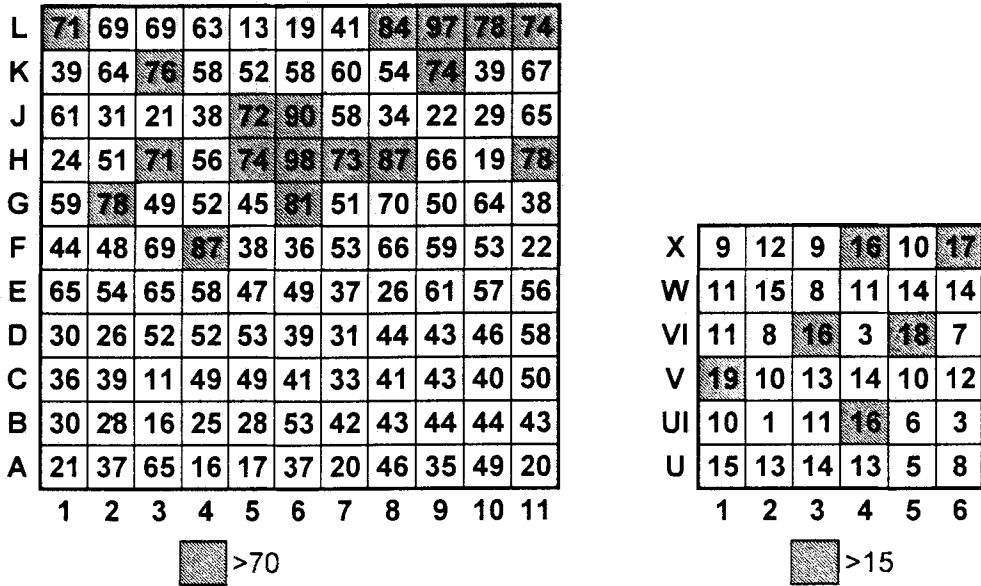 L 71 69 69 63 13 19 41 84 97 78 74
K 39 64 76 58 52 58 60 54 74 39 67
J 61 31 21 38 72 90 58 34 22 29 65
H 24 51 71 56 74 98 73 87 66 19 78
G 59 78 49 52 45 81 51 70 50 64 38
F 44 48 69 87 38 36 53 66 59 53 22
E 65 54 65 58 47 49 37 26 61 57 56
D 30 26 52 52 53 39 31 44 43 46 58
C 36 39 11 49 49 41 33 41 43 40 50
B 30 28 16 25 28 53 42 43 44 44 43
A 21 37 65 16 17 37 20 46 35 49 20
1 2 3 4 5 6 7 8 9 10 11
>70
X 9 12 9 16 10 17
W 11 15 8 11 14 14
VI 11 8 16 3 18 7
V 19 10 13 14 10 12
UI 10 1 11 16 6 3
U 15 13 14 13 5 8
1 2 3 4 5 6
>15